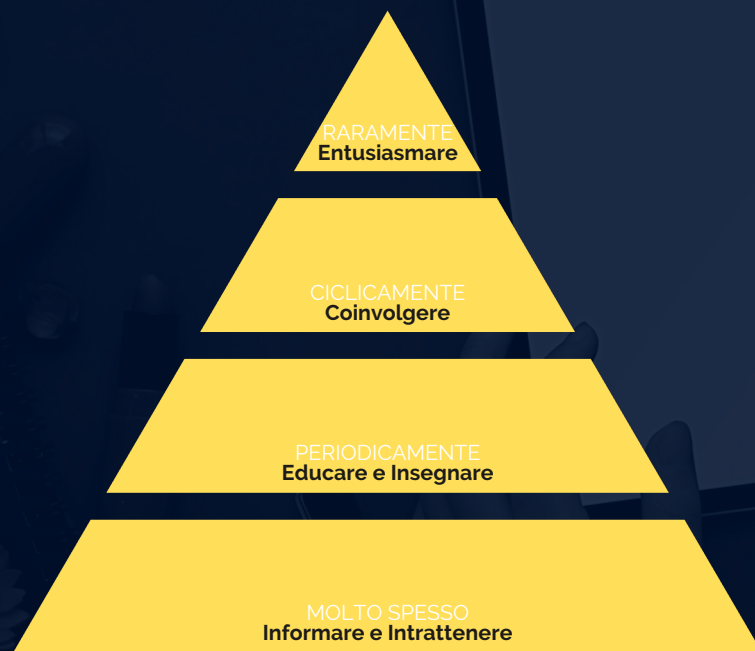 RARAMENTE
Entusiasmare
CICLICAMENTE
Coinvolgere
PERIODICAMENTE
Educare e Insegnare
MOLTO SPESSO
Informare e Intrattenere